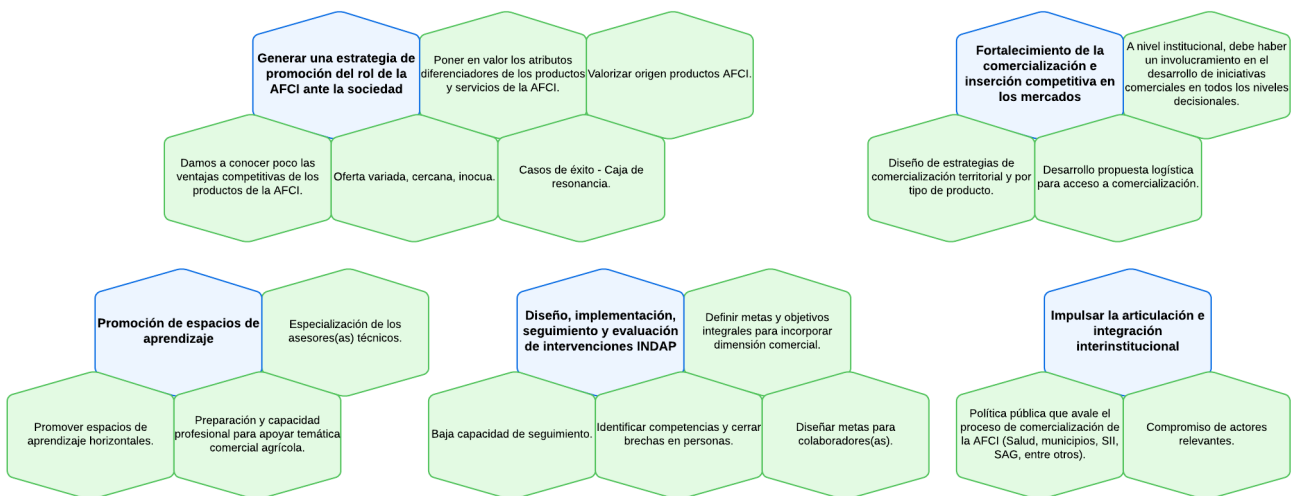 Generar una estrategia de
promoción del rol de la
AFCI ante la sociedad
Poner en valor los atributos
diferenciadores de los productos
y servicios de la AFCI.
Valorizar origen productos AFCI.
Damos a conocer poco las
ventajas competitivas de los
productos de la AFCI.
Oferta variada, cercana, inocua.
Casos de éxito - Caja de
resonancia.
Fortalecimiento de la
comercialización e
inserción competitiva en
los mercados
A nivel institucional, debe haber
un involucramiento en el
desarrollo de iniciativas
comerciales en todos los niveles
decisionales.
Diseño de estrategias de
comercialización territorial y por
tipo de producto.
Desarrollo propuesta logística
para acceso a comercialización.
Promoción de espacios de
aprendizaje
Especialización de los
asesores(as) técnicos.
Promover espacios de
aprendizaje horizontales.
Preparación y capacidad
profesional para apoyar temática
comercial agrícola.
Diseño, implementación,
seguimiento y evaluación
de intervenciones INDAP
Definir metas y objetivos
integrales para incorporar
dimensión comercial.
Baja capacidad de seguimiento.
Identificar competencias y cerrar
brechas en personas.
Diseñar metas para
colaboradores(as).
Impulsar la articulación e
integración
interinstitucional
Política pública que avale el
proceso de comercialización de
la AFCI (Salud, municipios, SII,
SAG, entre otros).
Compromiso de actores
relevantes.